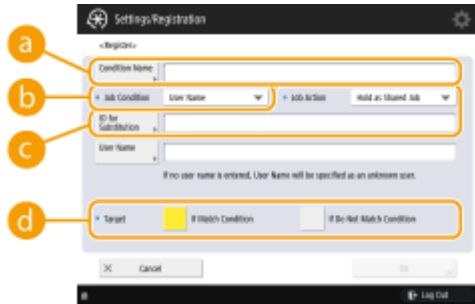 Settings/Registration
<Register>
a
Condition Name
b
Job Condition User Name Job Action Hold as Shared Job
c
ID for
Substitution
User Name
If no user name is entered, User Name will be specified as an unknown user.
d
Target If Match Condition If Do Not Match Condition
Cancel
Log Out